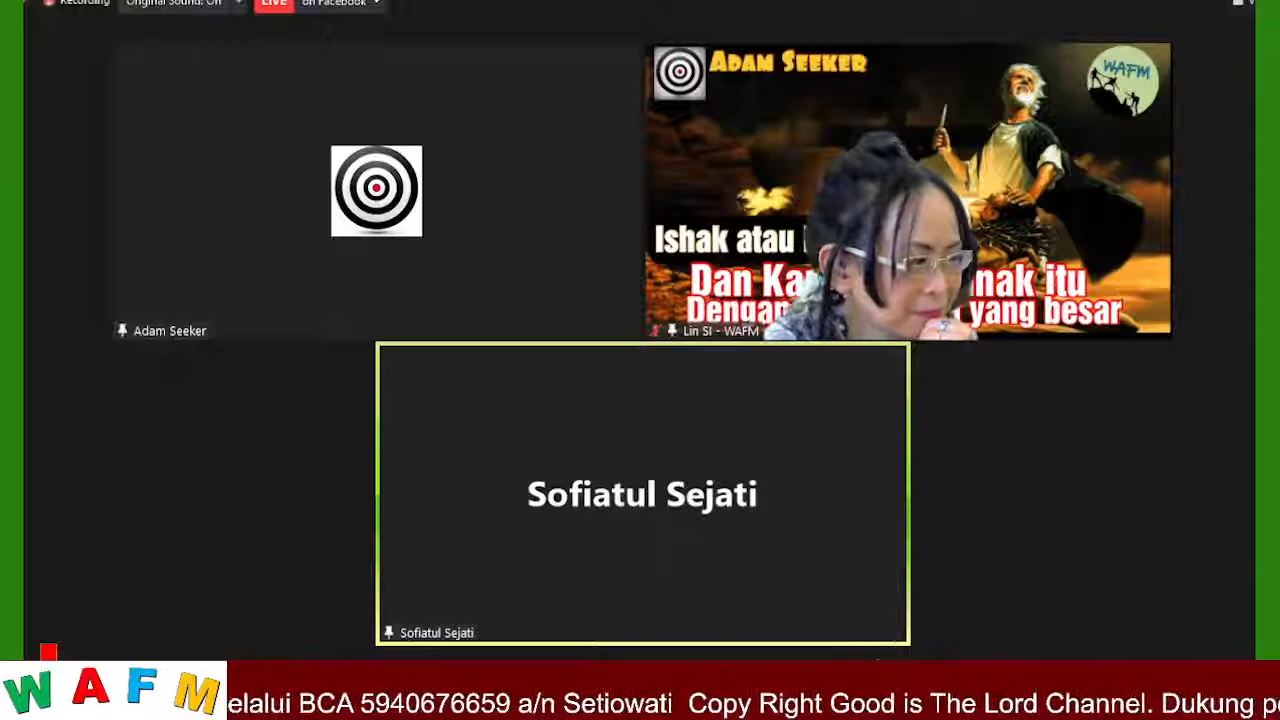 Recording
Original Sound: On
LIVE
on Facebook
ADAM SEEKER
WAFM
Ishak atau
Dan Ka
nak itu
Dengan
yang besar
Adam Seeker
Lin SI - WAFM
Sofiatul Sejati
Sofiatul Sejati
WAFM
elalui BCA 5940676659 a/n Setiowati Copy Right Good is The Lord Channel. Dukung p